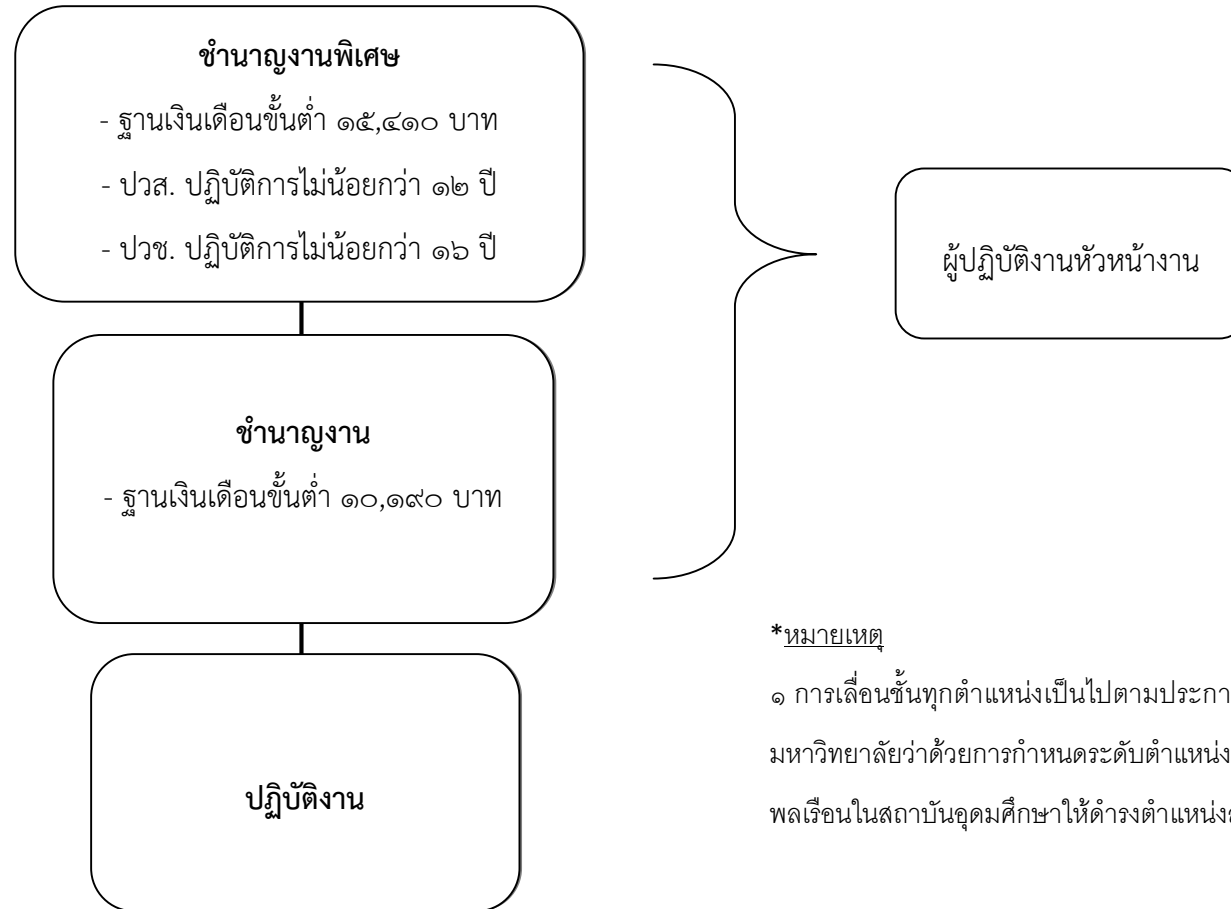 ชำนาญงานพิเศษ
- ฐานเงินเดือนขั้นต่ำ ๑๕,๔๑๐ บาท
- ปวส. ปฏิบัติการไม่น้อยกว่า ๑๒ ปี
- ปวช. ปฏิบัติการไม่น้อยกว่า ๑๖ ปี
ผู้ปฏิบัติงานหัวหน้างาน
ชำนาญงาน
- ฐานเงินเดือนขั้นต่ำ ๑๐,๑๙๐ บาท
ปฏิบัติงาน
*หมายเหตุ
๑ การเลื่อนชั้นทุกตำแหน่งเป็นไปตามประกา
มหาวิทยาลัยว่าด้วยการกำหนดระดับตำแหน่ง
พลเรือนในสถาบันอุดมศึกษาให้ดำรงตำแหน่ง